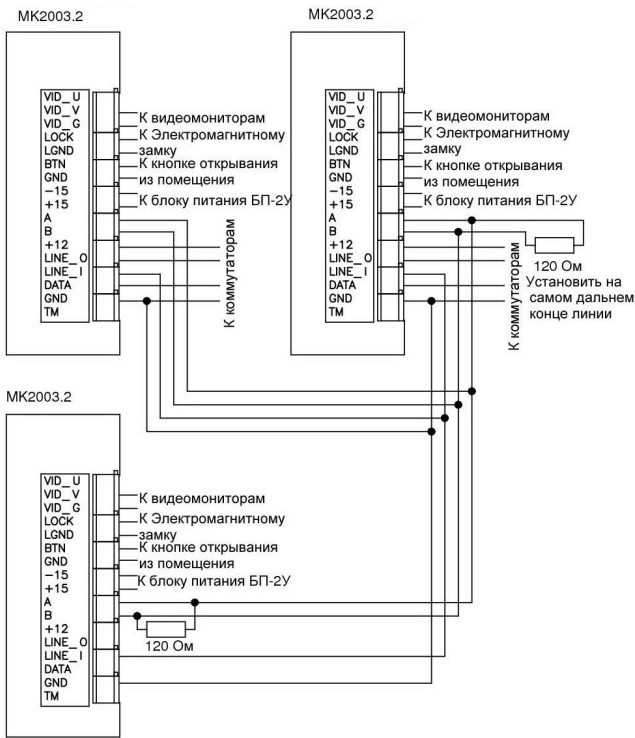 МК2003.2
VID_U
VID_V
VID_G
LOCK
LGND
BTN
GND
-15
+15
A
B
+12
LINE_O
LINE_I
DATA
GND
TM
К видеомониторам
К Электромагнитному
замку
К кнопке открывания
из помещения
К блоку питания БП-2У
К коммутаторам
МК2003.2
VID_U
VID_V
VID_G
LOCK
LGND
BTN
GND
-15
+15
A
B
+12
LINE_O
LINE_I
DATA
GND
TM
К видеомониторам
К Электромагнитному
замку
К кнопке открывания
из помещения
К блоку питания БП-2У
К коммутаторам
120 Ом
Установить на
самом дальнем
конце линии
МК2003.2
VID_U
VID_V
VID_G
LOCK
LGND
BTN
GND
-15
+15
A
B
+12
LINE_O
LINE_I
DATA
GND
TM
К видеомониторам
К Электромагнитному
замку
К кнопке открывания
из помещения
К блоку питания БП-2У
120 Ом